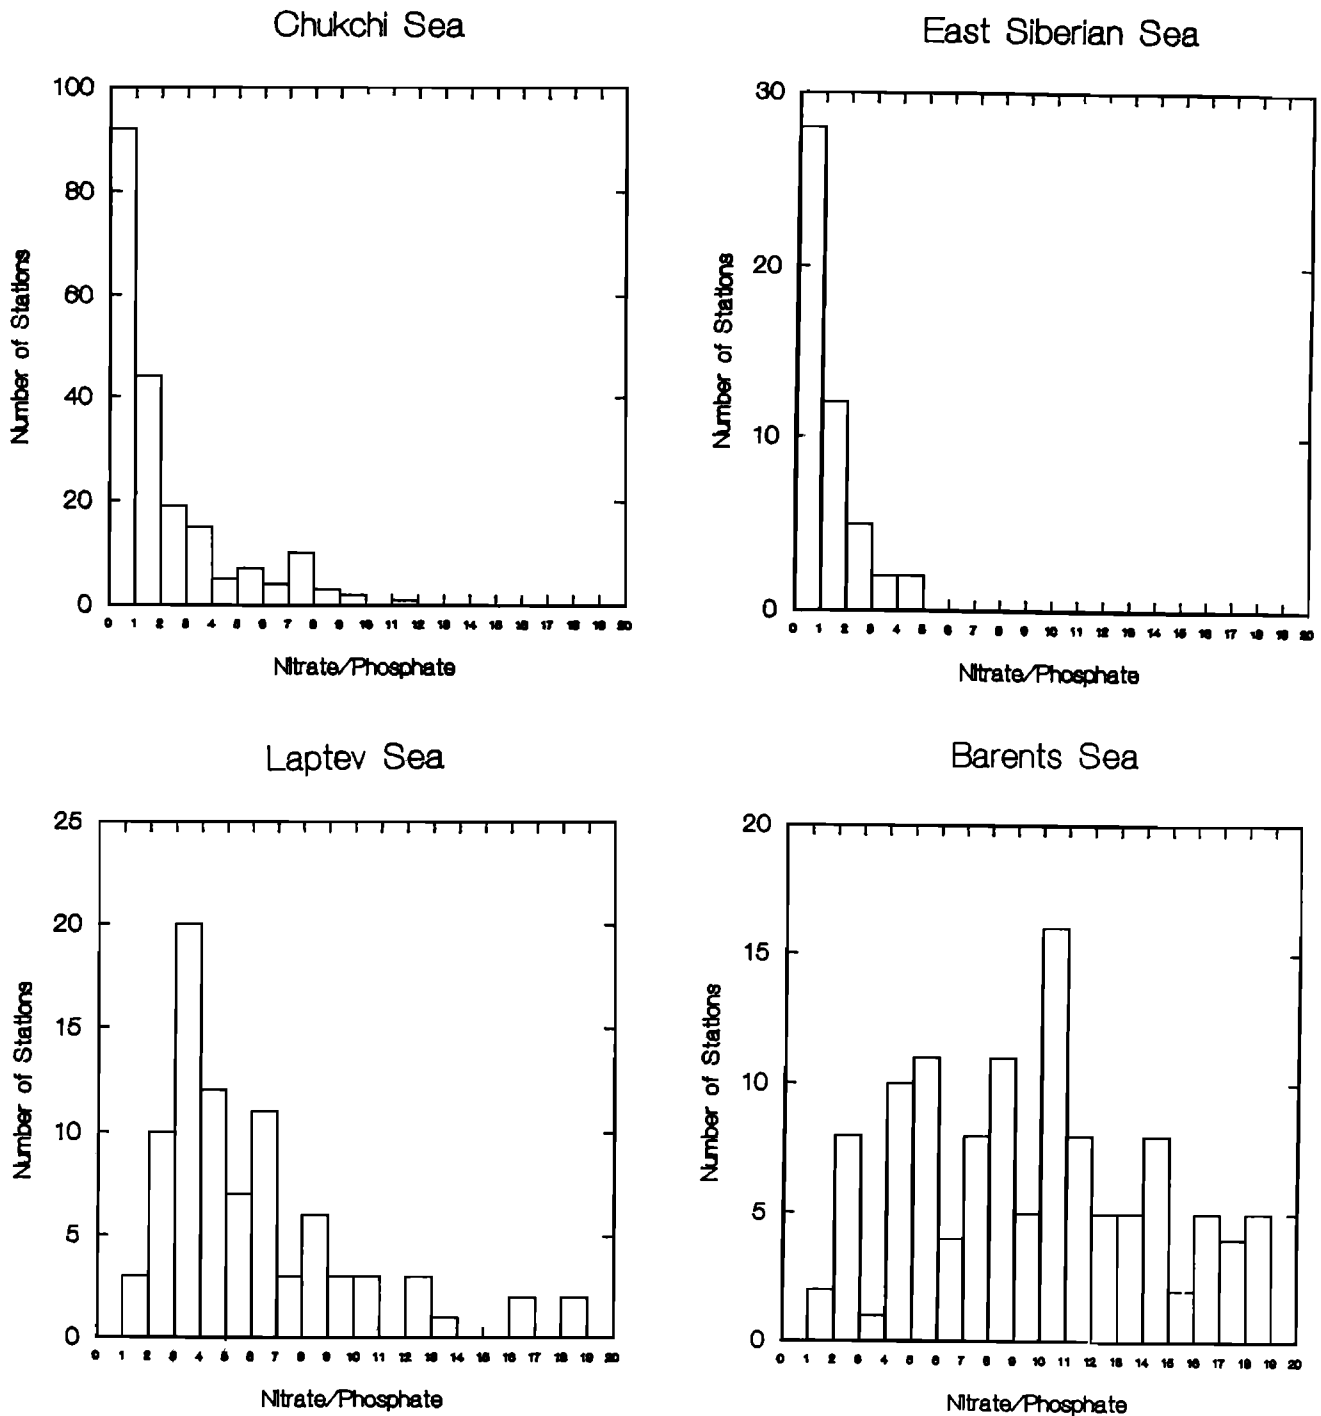 Chukchi Sea
100
80
60
40
20
0
Number of Stations
0 1 2 3 4 5 6 7 8 9 10 11 12 13 14 15 16 17 18 19 20
Nitrate/Phosphate
East Siberian Sea
30
20
10
0
Number of Stations
0 1 2 3 4 5 6 7 8 9 10 11 12 13 14 15 16 17 18 19 20
Nitrate/Phosphate
Laptev Sea
25
20
15
10
5
0
Number of Stations
0 1 2 3 4 5 6 7 8 9 10 11 12 13 14 15 16 17 18 19 20
Nitrate/Phosphate
Barents Sea
20
15
10
5
0
Number of Stations
0 1 2 3 4 5 6 7 8 9 10 11 12 13 14 15 16 17 18 19 20
Nitrate/Phosphate